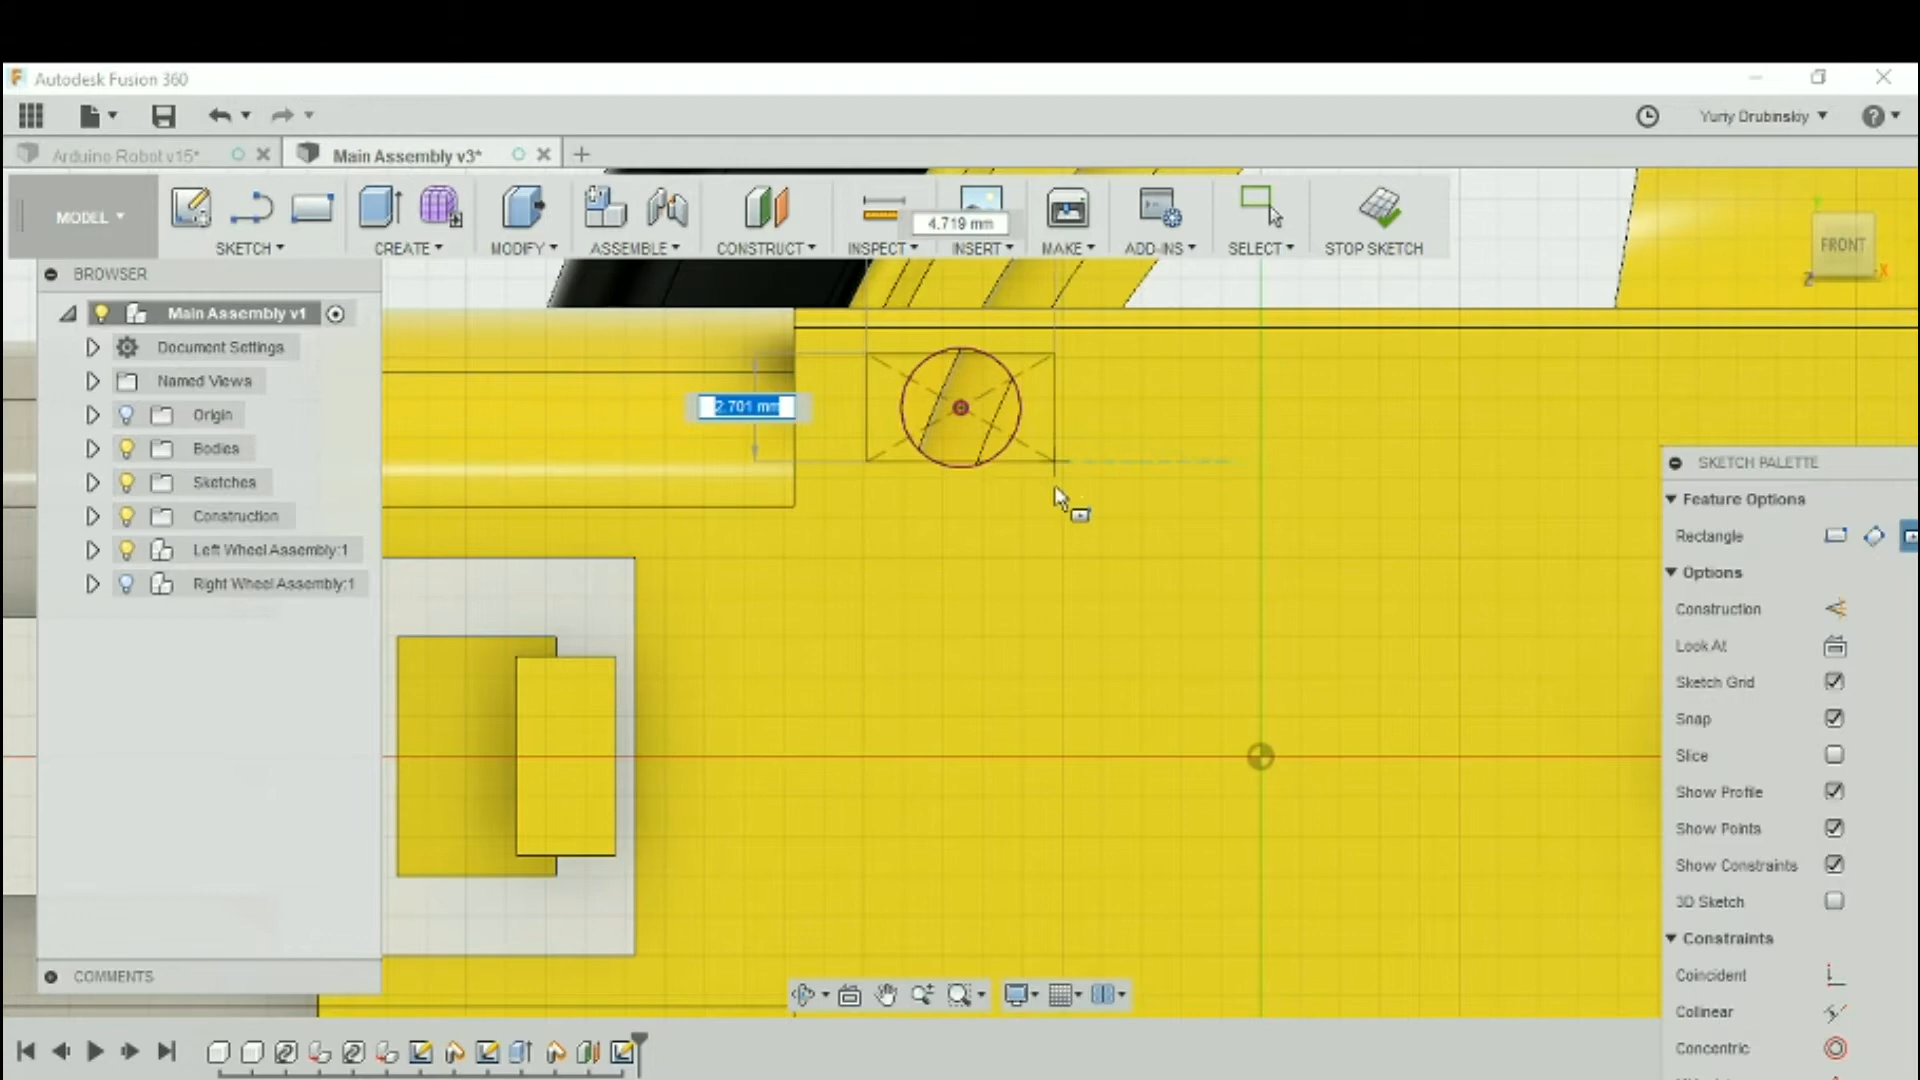 Autodesk Fusion 360
Yuriy Drubinskiy
Arduino Robot v15*
Main Assembly v3*
MODEL
SKETCH
CREATE
MODIFY
ASSEMBLE
CONSTRUCT
INSPECT
4.719 mm
INSERT
MAKE
ADD-INS
SELECT
STOP SKETCH
FRONT
Z
X
BROWSER
Main Assembly v1
Document Settings
Named Views
Origin
Bodies
Sketches
Construction
Left Wheel Assembly:1
Right Wheel Assembly:1
COMMENTS
2.701 mm
SKETCH PALETTE
Feature Options
Rectangle
Options
Construction
Look At
Sketch Grid
Snap
Slice
Show Profile
Show Points
Show Constraints
3D Sketch
Constraints
Coincident
Colinear
Concentric